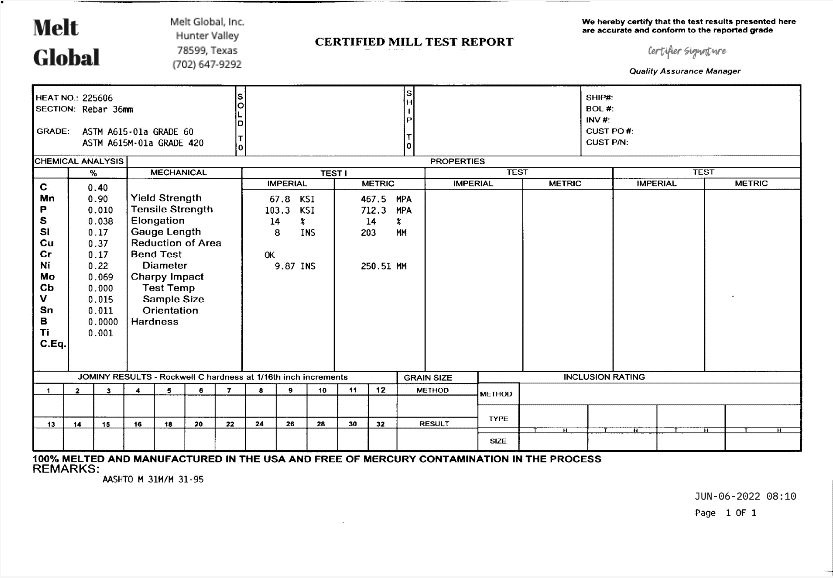 Melt
Global
Melt Global, Inc.
Hunter Valley
78599, Texas
(702) 647-9292
CERTIFIED MILL TEST REPORT
We hereby certify that the test results presented here
are accurate and conform to the reported grade
Certifier Signature
Quality Assurance Manager
HEAT NO.: 225606
SECTION: Rebar 36mm
GRADE: ASTM A615-01a GRADE 60
ASTM A615M-01a GRADE 420
SOLD TO
SHIP TO
SHIP#:
BOL #:
INV #:
CUST PO#:
CUST P/N:
CHEMICAL ANALYSIS PROPERTIES
% MECHANICAL TEST I TEST TEST
IMPERIAL METRIC IMPERIAL METRIC IMPERIAL METRIC
C 0.40
Mn 0.90 Yield Strength 67.8 KSI 467.5 MPA
P 0.010 Tensile Strength 103.3 KSI 712.3 MPA
S 0.038 Elongation 14 % 14 %
SI 0.17 Gauge Length 8 INS 203 MM
Cu 0.37 Reduction of Area
Cr 0.17 Bend Test OK
Ni 0.22 Diameter 9.87 INS 250.51 MM
Mo 0.069 Charpy Impact
Cb 0.000 Test Temp
V 0.015 Sample Size
Sn 0.011 Orientation
B 0.0000 Hardness
Ti 0.001
C.Eq.
JOMINY RESULTS - Rockwell C hardness at 1/16th inch increments GRAIN SIZE INCLUSION RATING
1 2 3 4 5 6 7 8 9 10 11 12 METHOD METHOD
13 14 15 16 18 20 22 24 26 28 30 32 RESULT TYPE
T H T H T H T H
SIZE
100% MELTED AND MANUFACTURED IN THE USA AND FREE OF MERCURY CONTAMINATION IN THE PROCESS
REMARKS:
AASHTO M 31M/M 31-95
JUN-06-2022 08:10
Page 1 OF 1